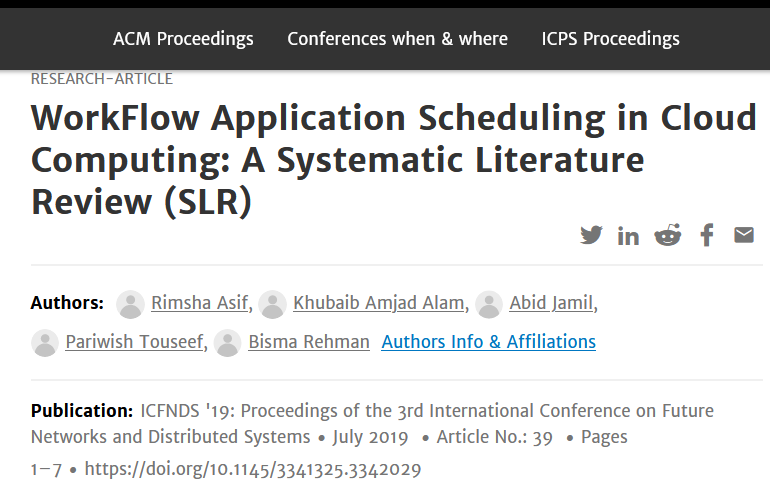 ACM Proceedings Conferences when & where ICPS Proceedings
RESEARCH-ARTICLE
WorkFlow Application Scheduling in Cloud
Computing: A Systematic Literature
Review (SLR)
Authors: Rimsha Asif, Khubaib Amjad Alam, Abid Jamil,
Pariwish Touseef, Bisma Rehman Authors Info & Affiliations
Publication: ICFNDS '19: Proceedings of the 3rd International Conference on Future
Networks and Distributed Systems • July 2019 • Article No.: 39 • Pages
1–7 • https://doi.org/10.1145/3341325.3342029